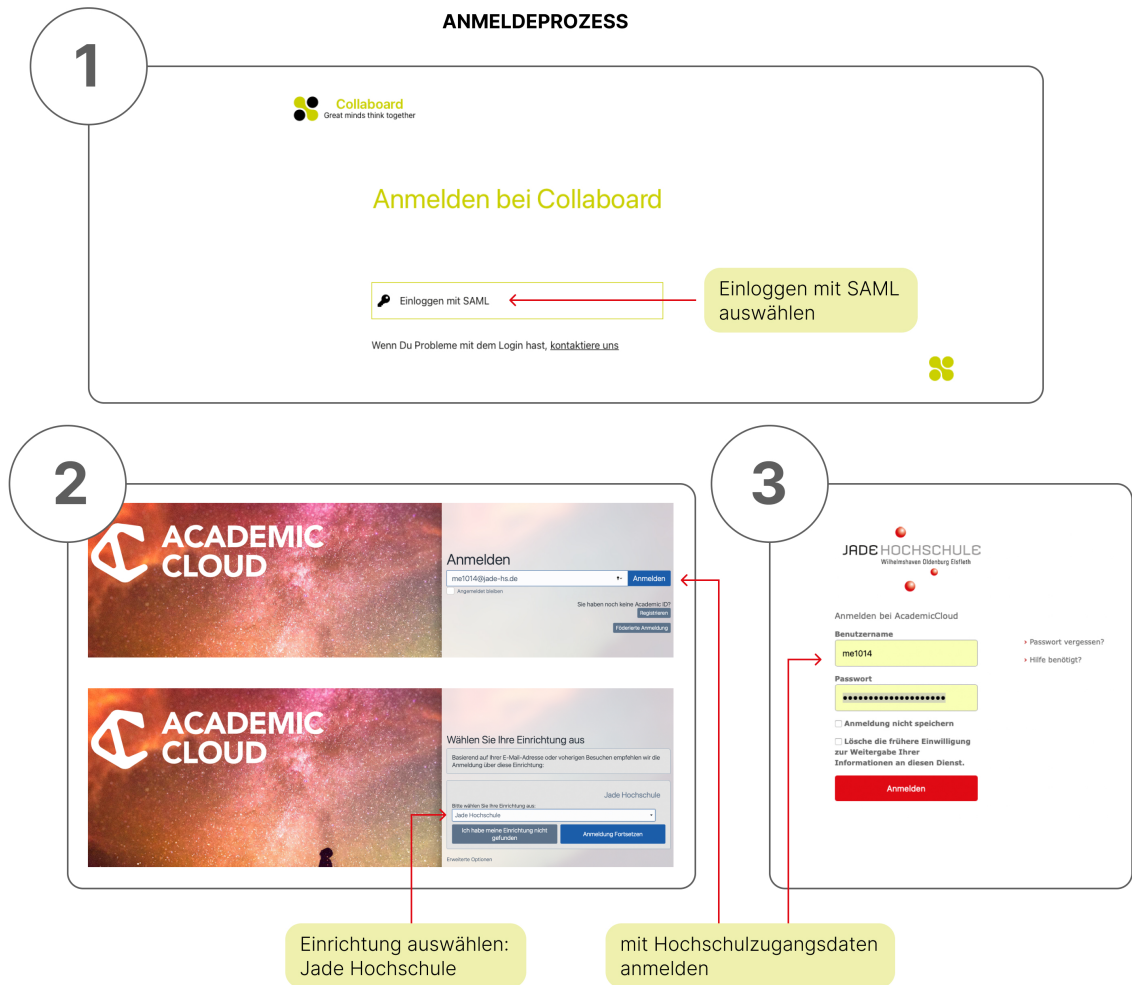 ANMELDEPROZESS
1
Collaboard
Great minds think together
Anmelden bei Collaboard
Einloggen mit SAML
Einloggen mit SAML
auswählen
Wenn Du Probleme mit dem Login hast, kontaktiere uns
2
ACADEMIC
CLOUD
Anmelden
me1014@jade-hs.de
Anmelden
Angemeldet bleiben
Sie haben noch keine Academic ID?
Registrieren
Föderierte Anmeldung
ACADEMIC
CLOUD
Wählen Sie Ihre Einrichtung aus
Basierend auf Ihrer E-Mail-Adresse oder vorherigen Besuchen empfehlen wir die
Anmeldung über diese Einrichtung:
Jade Hochschule
Bitte wählen Sie Ihre Einrichtung aus:
Jade Hochschule
Ich habe meine Einrichtung nicht
gefunden
Anmeldung Fortsetzen
Erweiterte Optionen
3
JADE HOCHSCHULE
Wilhelmshaven Oldenburg Elsfleth
Anmelden bei AcademicCloud
Benutzername
me1014
› Passwort vergessen?
› Hilfe benötigt?
Passwort
Anmeldung nicht speichern
Lösche die frühere Einwilligung
zur Weitergabe Ihrer
Informationen an diesen Dienst.
Anmelden
Einrichtung auswählen:
Jade Hochschule
mit Hochschulzugangsdaten
anmelden